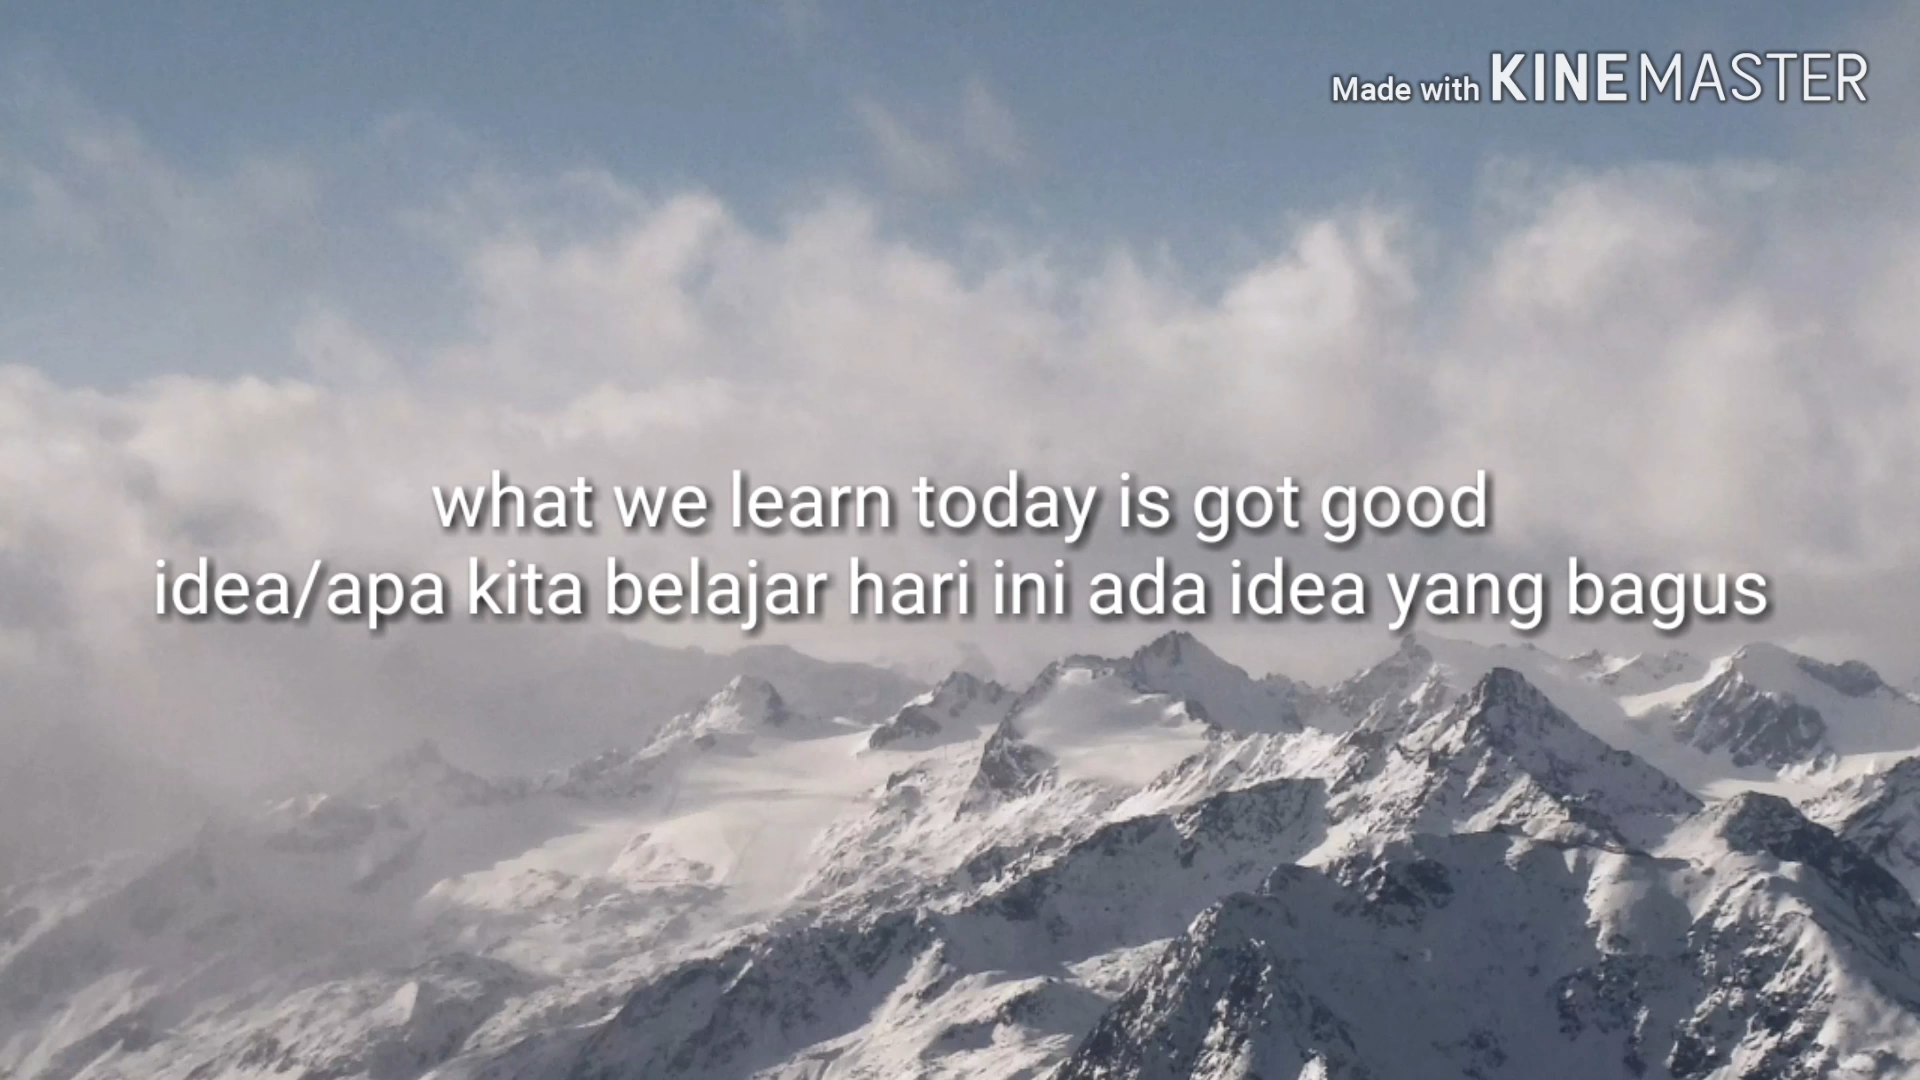 Made with KINEMASTER
what we learn today is got good
idea/apa kita belajar hari ini ada idea yang bagus